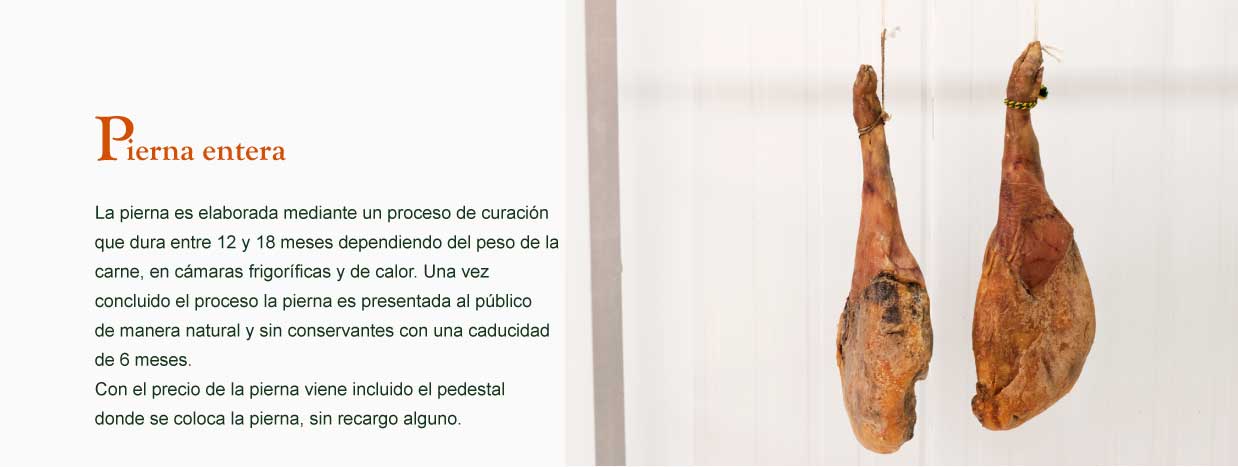 Pierna entera
La pierna es elaborada mediante un proceso de curación
que dura entre 12 y 18 meses dependiendo del peso de la
carne, en cámaras frigoríficas y de calor. Una vez
concluido el proceso la pierna es presentada al público
de manera natural y sin conservantes con una caducidad
de 6 meses.
Con el precio de la pierna viene incluido el pedestal
donde se coloca la pierna, sin recargo alguno.